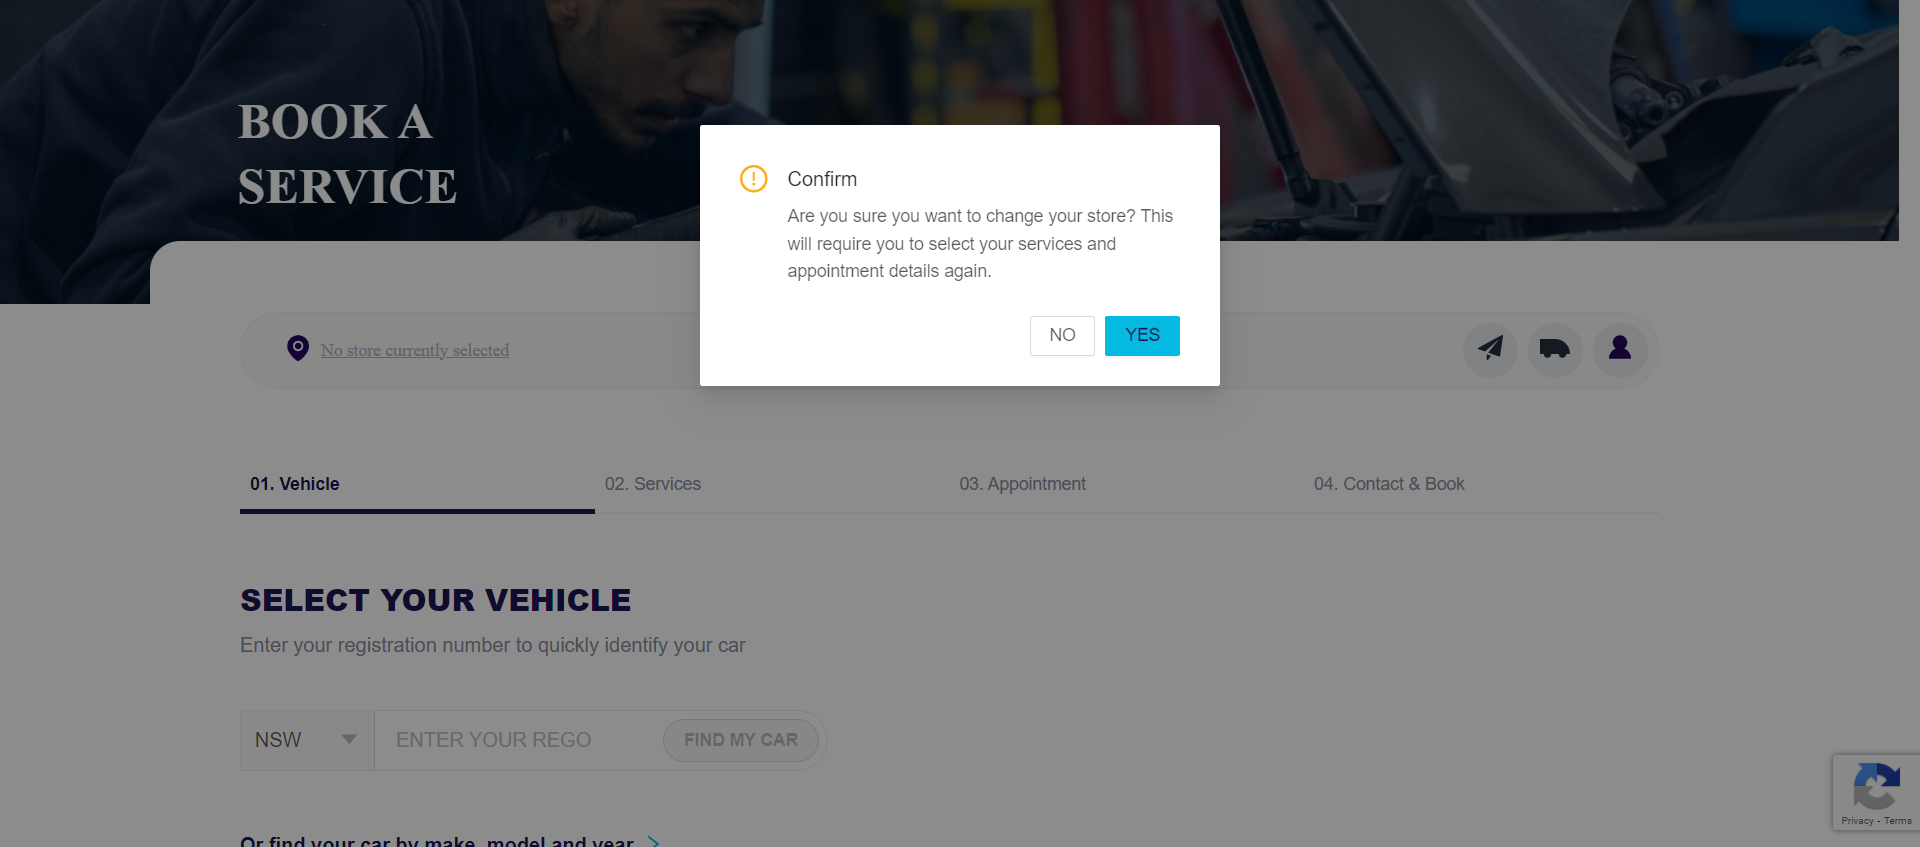 BOOK A
SERVICE
Confirm
Are you sure you want to change your store? This
will require you to select your services and
appointment details again.
NO
YES
No store currently selected
01. Vehicle
02. Services
03. Appointment
04. Contact & Book
SELECT YOUR VEHICLE
Enter your registration number to quickly identify your car
NSW
ENTER YOUR REGO
FIND MY CAR
Or find your car by make, model and year
Privacy - Terms